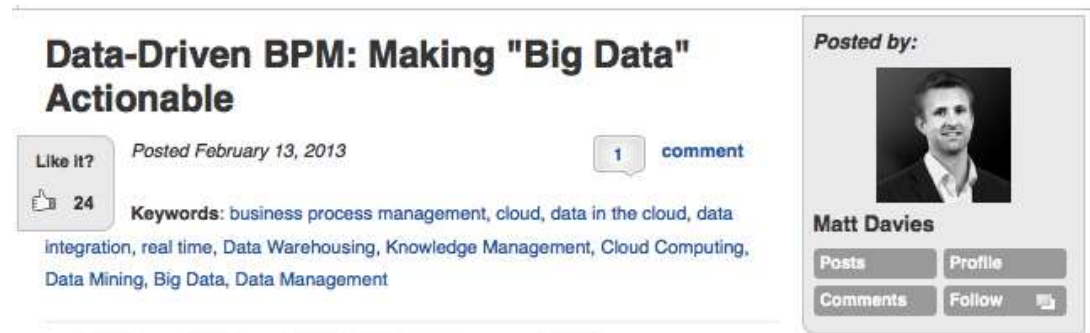 Data-Driven BPM: Making "Big Data"
Actionable
Like it?
24
Posted February 13, 2013
1 comment
Keywords: business process management, cloud, data in the cloud, data
integration, real time, Data Warehousing, Knowledge Management, Cloud Computing,
Data Mining, Big Data, Data Management
Posted by:
Matt Davies
Posts Profile
Comments Follow